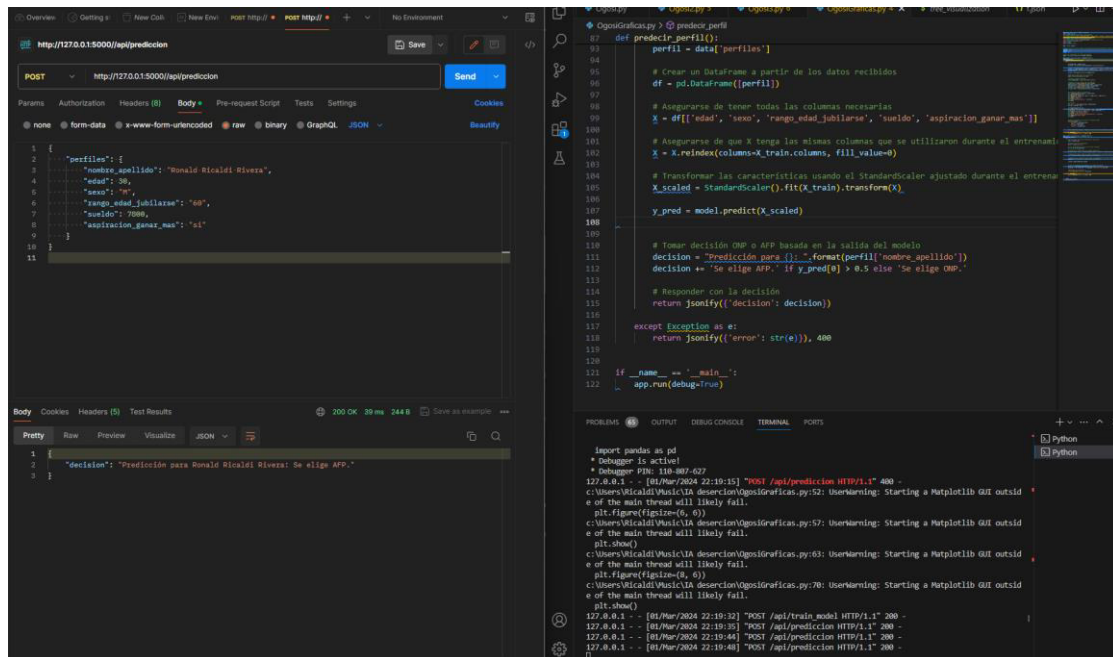 Overview
Getting s
New Coll
New Envi
POST http://
POST http://
No Environment
http://127.0.0.1:5000//api/prediccion
Save
POST
http://127.0.0.1:5000//api/prediccion
Send
Params Authorization Headers (8) Body Pre-request Script Tests Settings
Cookies
none form-data x-www-form-urlencoded raw binary GraphQL JSON
Beautify
1 {
2 "perfiles": {
3 "nombre_apellido": "Ronald Ricaldi Rivera",
4 "edad": 30,
5 "sexo": "M",
6 "rango_edad_jubilarse": "60",
7 "sueldo": 7000,
8 "aspiracion_ganar_mas": "si"
9 }
10 }
11
Body Cookies Headers (5) Test Results
200 OK 39 ms 244 B Save as example
Pretty Raw Preview Visualize JSON
1 {
2 "decision": "Predicción para Ronald Ricaldi Rivera: Se elige AFP."
3 }
OgosiGraficas.py > predecir_perfil
87 def predecir_perfil():
93 perfil = data['perfiles']
94
95 # Crear un DataFrame a partir de los datos recibidos
96 df = pd.DataFrame([perfil])
97
98 # Asegurarse de tener todas las columnas necesarias
99 X = df[['edad', 'sexo', 'rango_edad_jubilarse', 'sueldo', 'aspiracion_ganar_mas']]
100
101 # Asegurarse de que X tenga las mismas columnas que se utilizaron durante el entrenami
102 X = X.reindex(columns=X_train.columns, fill_value=0)
103
104 # Transformar las características usando el StandardScaler ajustado durante el entrena
105 X_scaled = StandardScaler().fit(X_train).transform(X)
106
107 y_pred = model.predict(X_scaled)
108
109
110 # Tomar decisión ONP o AFP basada en la salida del modelo
111 decision = "Predicción para {}: ".format(perfil['nombre_apellido'])
112 decision += 'Se elige AFP.' if y_pred[0] > 0.5 else 'Se elige ONP.'
113
114 # Responder con la decisión
115 return jsonify({'decision': decision})
116
117 except Exception as e:
118 return jsonify({'error': str(e)}), 400
119
120
121 if __name__ == '__main__':
122 app.run(debug=True)
PROBLEMS 65 OUTPUT DEBUG CONSOLE TERMINAL PORTS
Python
Python
import pandas as pd
* Debugger is active!
* Debugger PIN: 110-807-627
127.0.0.1 - - [01/Mar/2024 22:19:15] "POST /api/prediccion HTTP/1.1" 400 -
c:\Users\Ricaldi\Music\IA desercion\OgosiGraficas.py:52: UserWarning: Starting a Matplotlib GUI outsid
e of the main thread will likely fail.
plt.figure(figsize=(6, 6))
c:\Users\Ricaldi\Music\IA desercion\OgosiGraficas.py:57: UserWarning: Starting a Matplotlib GUI outsid
e of the main thread will likely fail.
plt.show()
c:\Users\Ricaldi\Music\IA desercion\OgosiGraficas.py:63: UserWarning: Starting a Matplotlib GUI outsid
e of the main thread will likely fail.
plt.figure(figsize=(8, 6))
c:\Users\Ricaldi\Music\IA desercion\OgosiGraficas.py:70: UserWarning: Starting a Matplotlib GUI outsid
e of the main thread will likely fail.
plt.show()
127.0.0.1 - - [01/Mar/2024 22:19:32] "POST /api/train_model HTTP/1.1" 200 -
127.0.0.1 - - [01/Mar/2024 22:19:35] "POST /api/prediccion HTTP/1.1" 200 -
127.0.0.1 - - [01/Mar/2024 22:19:44] "POST /api/prediccion HTTP/1.1" 200 -
127.0.0.1 - - [01/Mar/2024 22:19:48] "POST /api/prediccion HTTP/1.1" 200 -